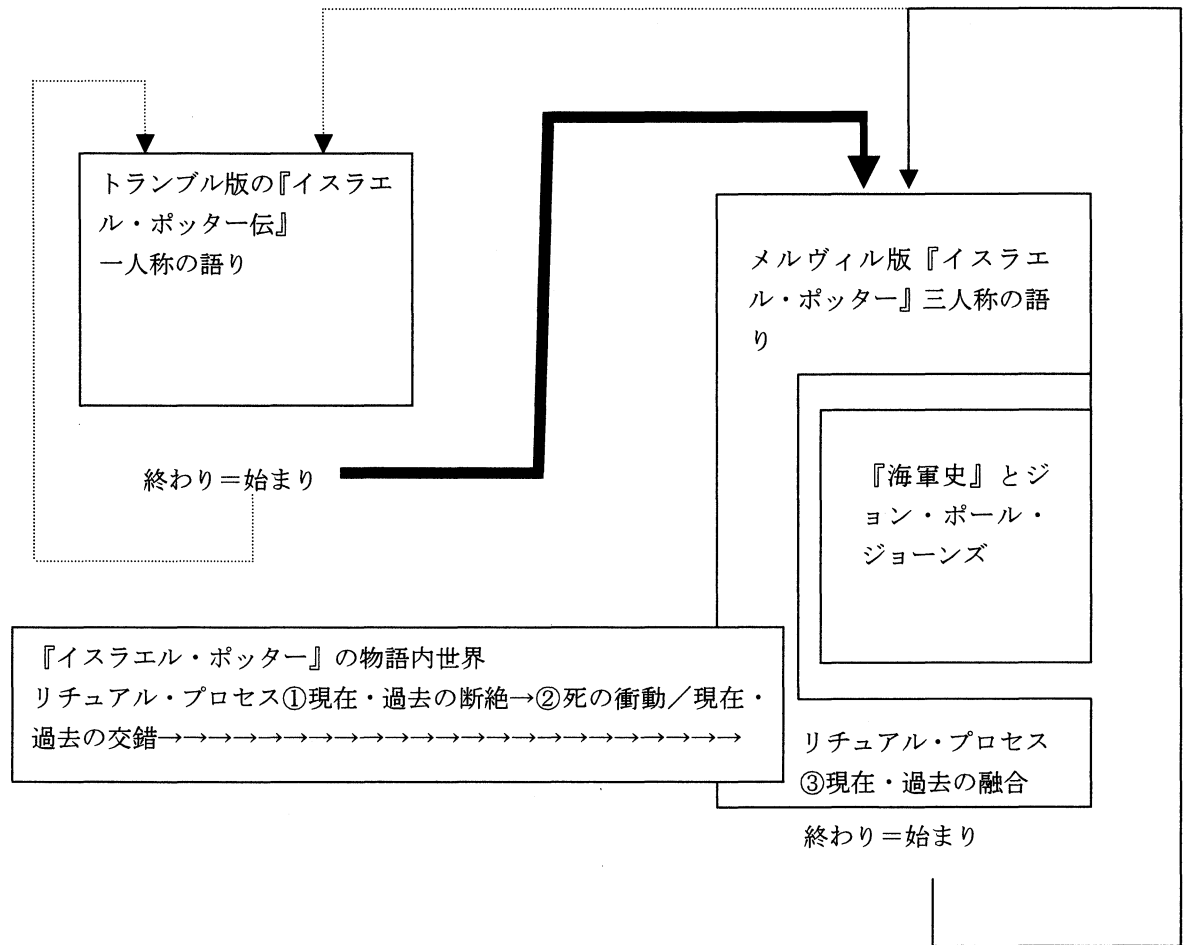 トランブル版の『イスラエ
ル・ポッター伝』
一人称の語り
終わり＝始まり
メルヴィル版『イスラエ
ル・ポッター』三人称の語
り
『海軍史』とジ
ョン・ポール・
ジョーンズ
『イスラエル・ポッター』の物語内世界
リチュアル・プロセス①現在・過去の断絶→②死の衝動／現在・
過去の交錯→→→→→→→→→→→→→→→→→→→→→→→→
リチュアル・プロセス
③現在・過去の融合
終わり＝始まり